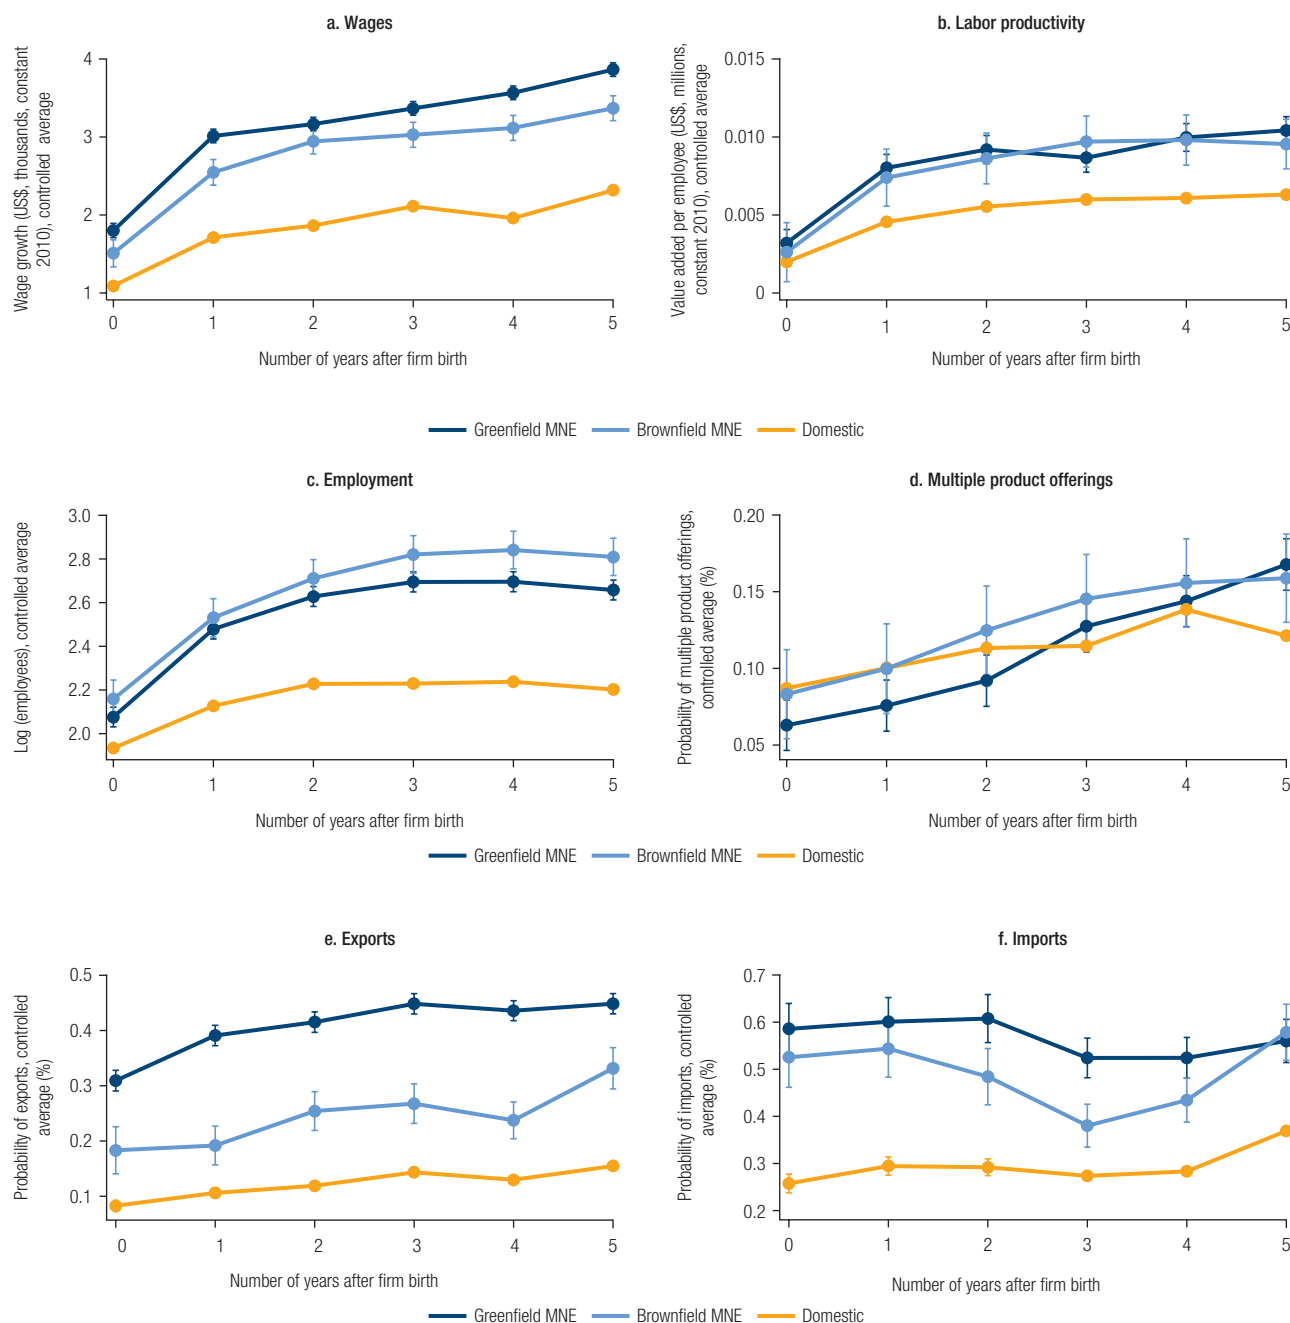 a. Wages
Wage growth (US$, thousands, constant
2010), controlled average
4
3
2
1
0 1 2 3 4 5
Number of years after firm birth
b. Labor productivity
Value added per employee (US$, millions,
constant 2010), controlled average
0.015
0.010
0.005
0
0 1 2 3 4 5
Number of years after firm birth
Greenfield MNE Brownfield MNE Domestic
c. Employment
Log (employees), controlled average
3.0
2.8
2.6
2.4
2.2
2.0
0 1 2 3 4 5
Number of years after firm birth
d. Multiple product offerings
Probability of multiple product offerings,
controlled average (%)
0.20
0.15
0.10
0.05
0 1 2 3 4 5
Number of years after firm birth
Greenfield MNE Brownfield MNE Domestic
e. Exports
Probability of exports, controlled
average (%)
0.5
0.4
0.3
0.2
0.1
0 1 2 3 4 5
Number of years after firm birth
f. Imports
Probability of imports, controlled
average (%)
0.7
0.6
0.5
0.4
0.3
0.2
0 1 2 3 4 5
Number of years after firm birth
Greenfield MNE Brownfield MNE Domestic